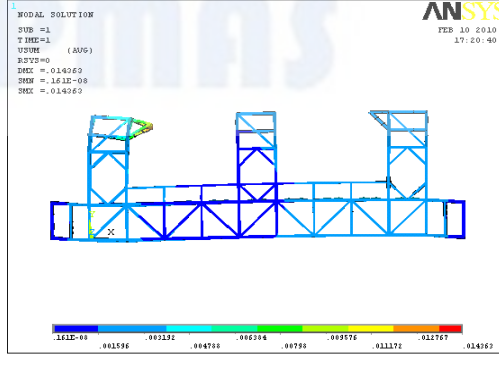 1
NODAL SOLUTION
SUB =1
TIME=1
USUM (AVG)
RSYS=0
DMX =.014363
SMN =.161E-08
SMX =.014363
ANSYS
FEB 10 2010
17:20:40
X
.161E-08 .003192 .006384 .009576 .012767
.001596 .004788 .00798 .011172 .014363